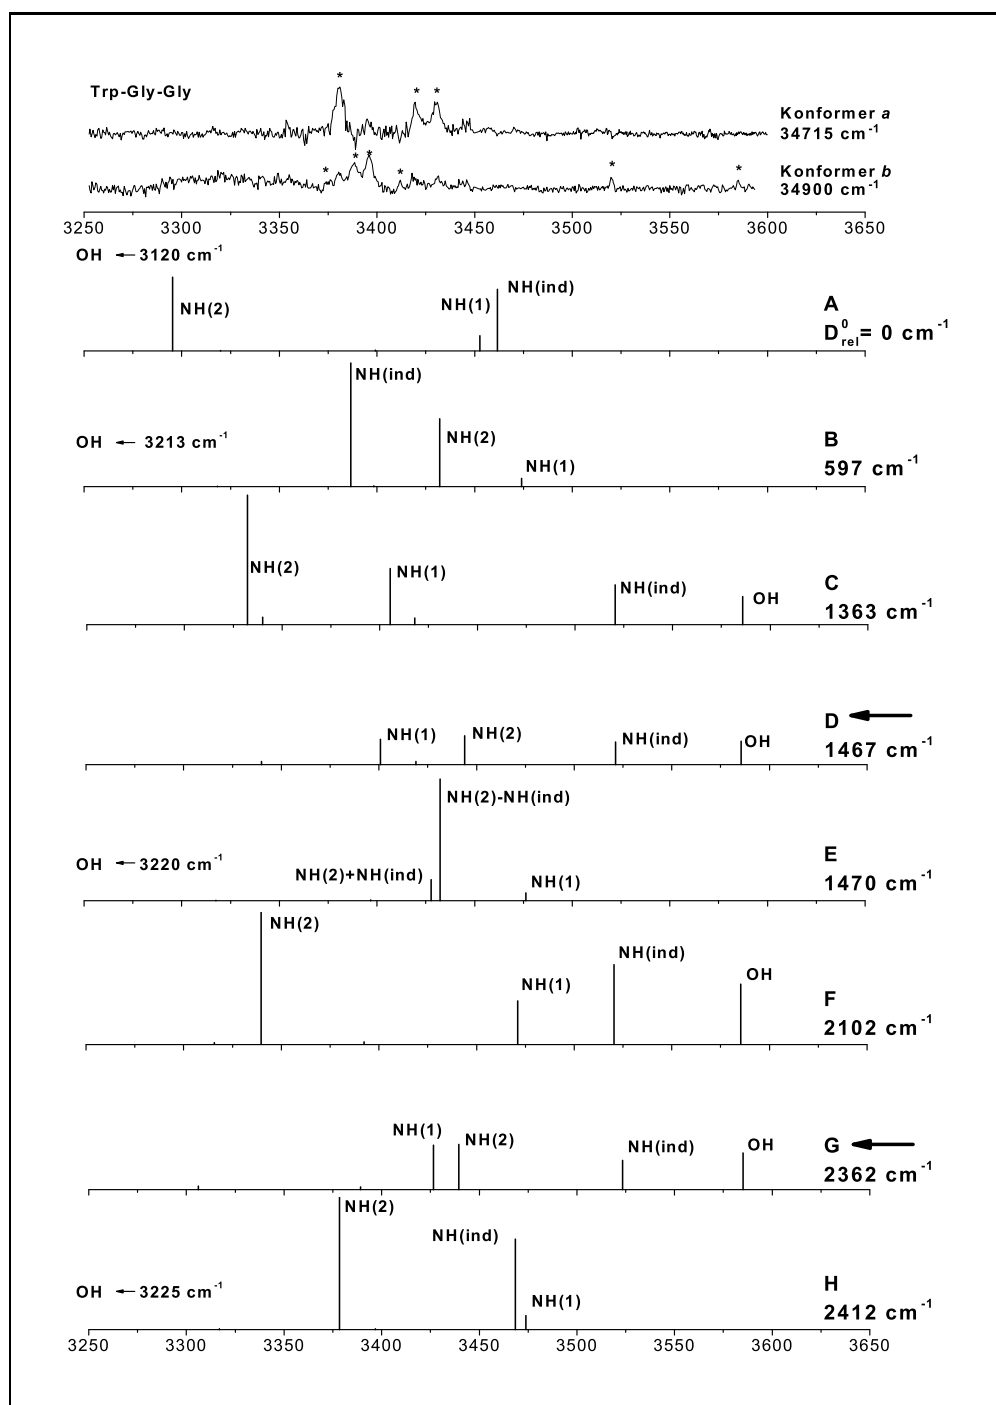 Trp-Gly-Gly
* * *
Konformer a
34715 cm-1
* * * * * *
Konformer b
34900 cm-1
3250 3300 3350 3400 3450 3500 3550 3600 3650
OH ← 3120 cm-1
NH(2) NH(1) NH(ind)
A
D0rel= 0 cm-1
NH(ind)
OH ← 3213 cm-1
NH(2)
NH(1)
B
597 cm-1
NH(2) NH(1) NH(ind) OH
C
1363 cm-1
NH(1) NH(2) NH(ind) OH
D ←
1467 cm-1
NH(2)-NH(ind)
OH ← 3220 cm-1
NH(2)+NH(ind) NH(1)
E
1470 cm-1
NH(2) NH(1) NH(ind) OH
F
2102 cm-1
NH(1) NH(2) NH(ind) OH
G ←
2362 cm-1
NH(2)
NH(ind)
OH ← 3225 cm-1
NH(1)
H
2412 cm-1
3250 3300 3350 3400 3450 3500 3550 3600 3650